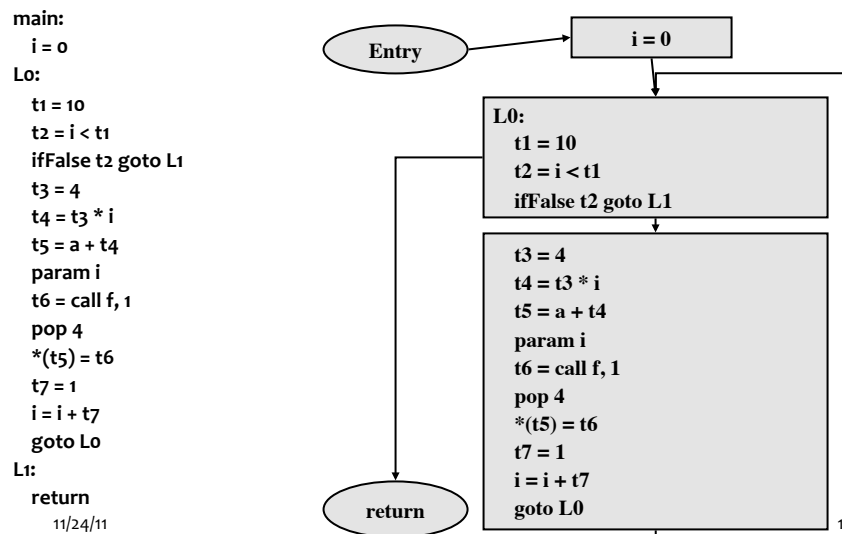 main:
i = 0
L0:
t1 = 10
t2 = i < t1
ifFalse t2 goto L1
t3 = 4
t4 = t3 * i
t5 = a + t4
param i
t6 = call f, 1
pop 4
*(t5) = t6
t7 = 1
i = i + t7
goto L0
L1:
return
11/24/11
Entry
i = 0
L0:
t1 = 10
t2 = i < t1
ifFalse t2 goto L1
t3 = 4
t4 = t3 * i
t5 = a + t4
param i
t6 = call f, 1
pop 4
*(t5) = t6
t7 = 1
i = i + t7
goto L0
return
1